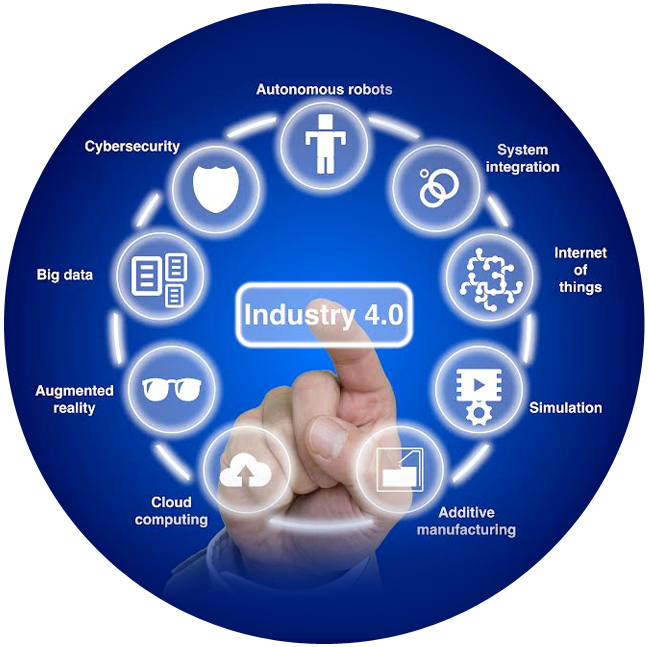 Autonomous robots
Cybersecurity
System
integration
Big data
Internet
of
things
Industry 4.0
Augmented
reality
Simulation
Cloud
computing
Additive
manufacturing